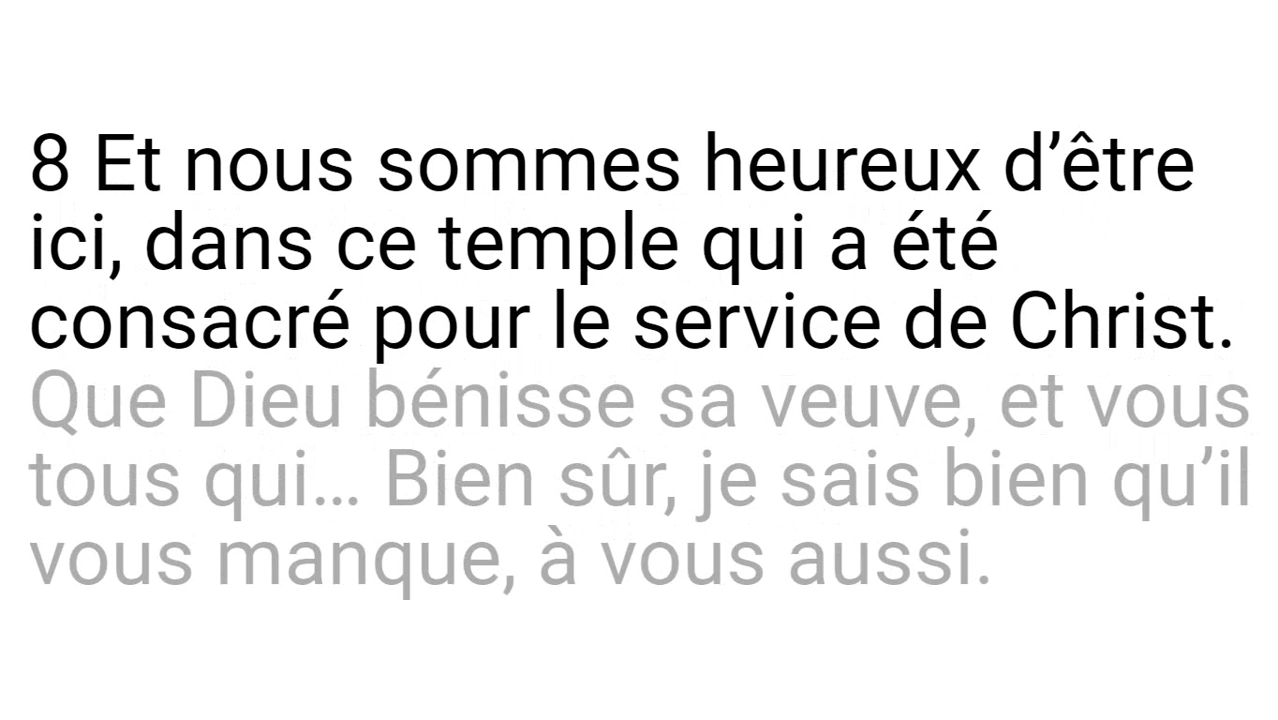 8 Et nous sommes heureux d’être
ici, dans ce temple qui a été
consacré pour le service de Christ.
Que Dieu bénisse sa veuve, et vous
tous qui… Bien sûr, je sais bien qu’il
vous manque, à vous aussi.